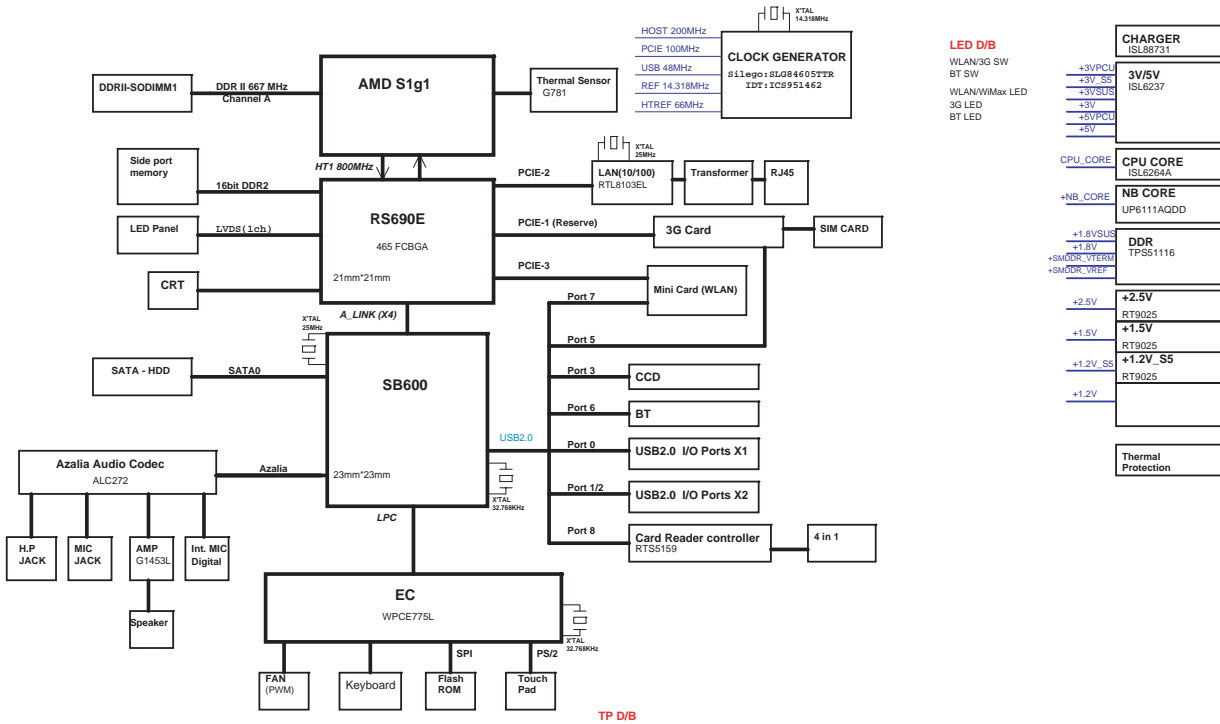 X'TAL
14.318MHz
HOST 200MHz
PCIE 100MHz
USB 48MHz
REF 14.318MHz
HTREF 66MHz
CLOCK GENERATOR
Silego:SLG84605TTR
IDT:ICS951462
LED D/B
WLAN/3G SW
BT SW
WLAN/WiMax LED
3G LED
BT LED
CHARGER
ISL88731
+3VPCU
+3V_S5
+3VSUS
+3V
+5VPCU
+5V
3V/5V
ISL6237
CPU_CORE
CPU CORE
ISL6264A
+NB_CORE
NB CORE
UP6111AQDD
+1.8VSUS
+1.8V
+SMDDR_VTERM
+SMDDR_VREF
DDR
TPS51116
+2.5V
+2.5V
RT9025
+1.5V
+1.5V
RT9025
+1.2V_S5
+1.2V_S5
RT9025
+1.2V
Thermal
Protection
DDRII-SODIMM1
DDR II 667 MHz
Channel A
AMD S1g1
Thermal Sensor
G781
HT1 800MHz
Side port
memory
16bit DDR2
LED Panel
LVDS(1ch)
CRT
RS690E
465 FCBGA
21mm*21mm
PCIE-2
X'TAL
25MHz
LAN(10/100)
RTL8103EL
Transformer
RJ45
PCIE-1 (Reserve)
3G Card
SIM CARD
PCIE-3
Mini Card (WLAN)
Port 7
A_LINK (X4)
X'TAL
25MHz
SATA - HDD
SATA0
SB600
23mm*23mm
USB2.0
X'TAL
32.768KHz
Port 5
Port 3
CCD
Port 6
BT
Port 0
USB2.0 I/O Ports X1
Port 1/2
USB2.0 I/O Ports X2
Port 8
Card Reader controller
RTS5159
4 in 1
Azalia Audio Codec
ALC272
Azalia
H.P
JACK
MIC
JACK
AMP
G1453L
Int. MIC
Digital
Speaker
LPC
EC
WPCE775L
X'TAL
32.768KHz
FAN
(PWM)
Keyboard
SPI
Flash
ROM
PS/2
Touch
Pad
TP D/B